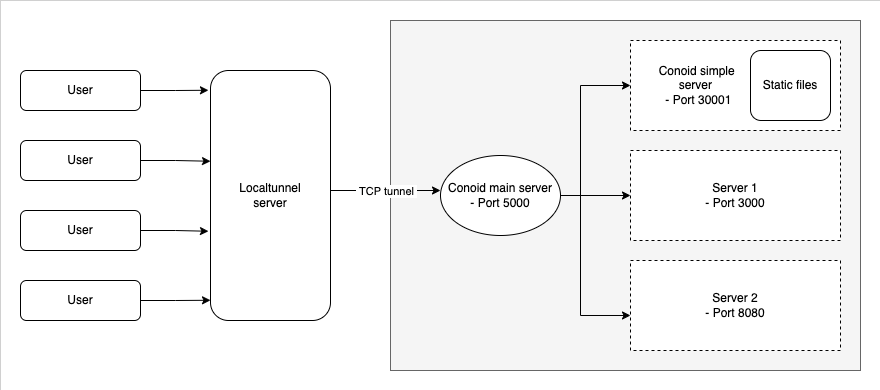 User
User
User
User
Localtunnel
server
TCP tunnel
Conoid main server
- Port 5000
Conoid simple
server
- Port 30001
Static files
Server 1
- Port 3000
Server 2
- Port 8080